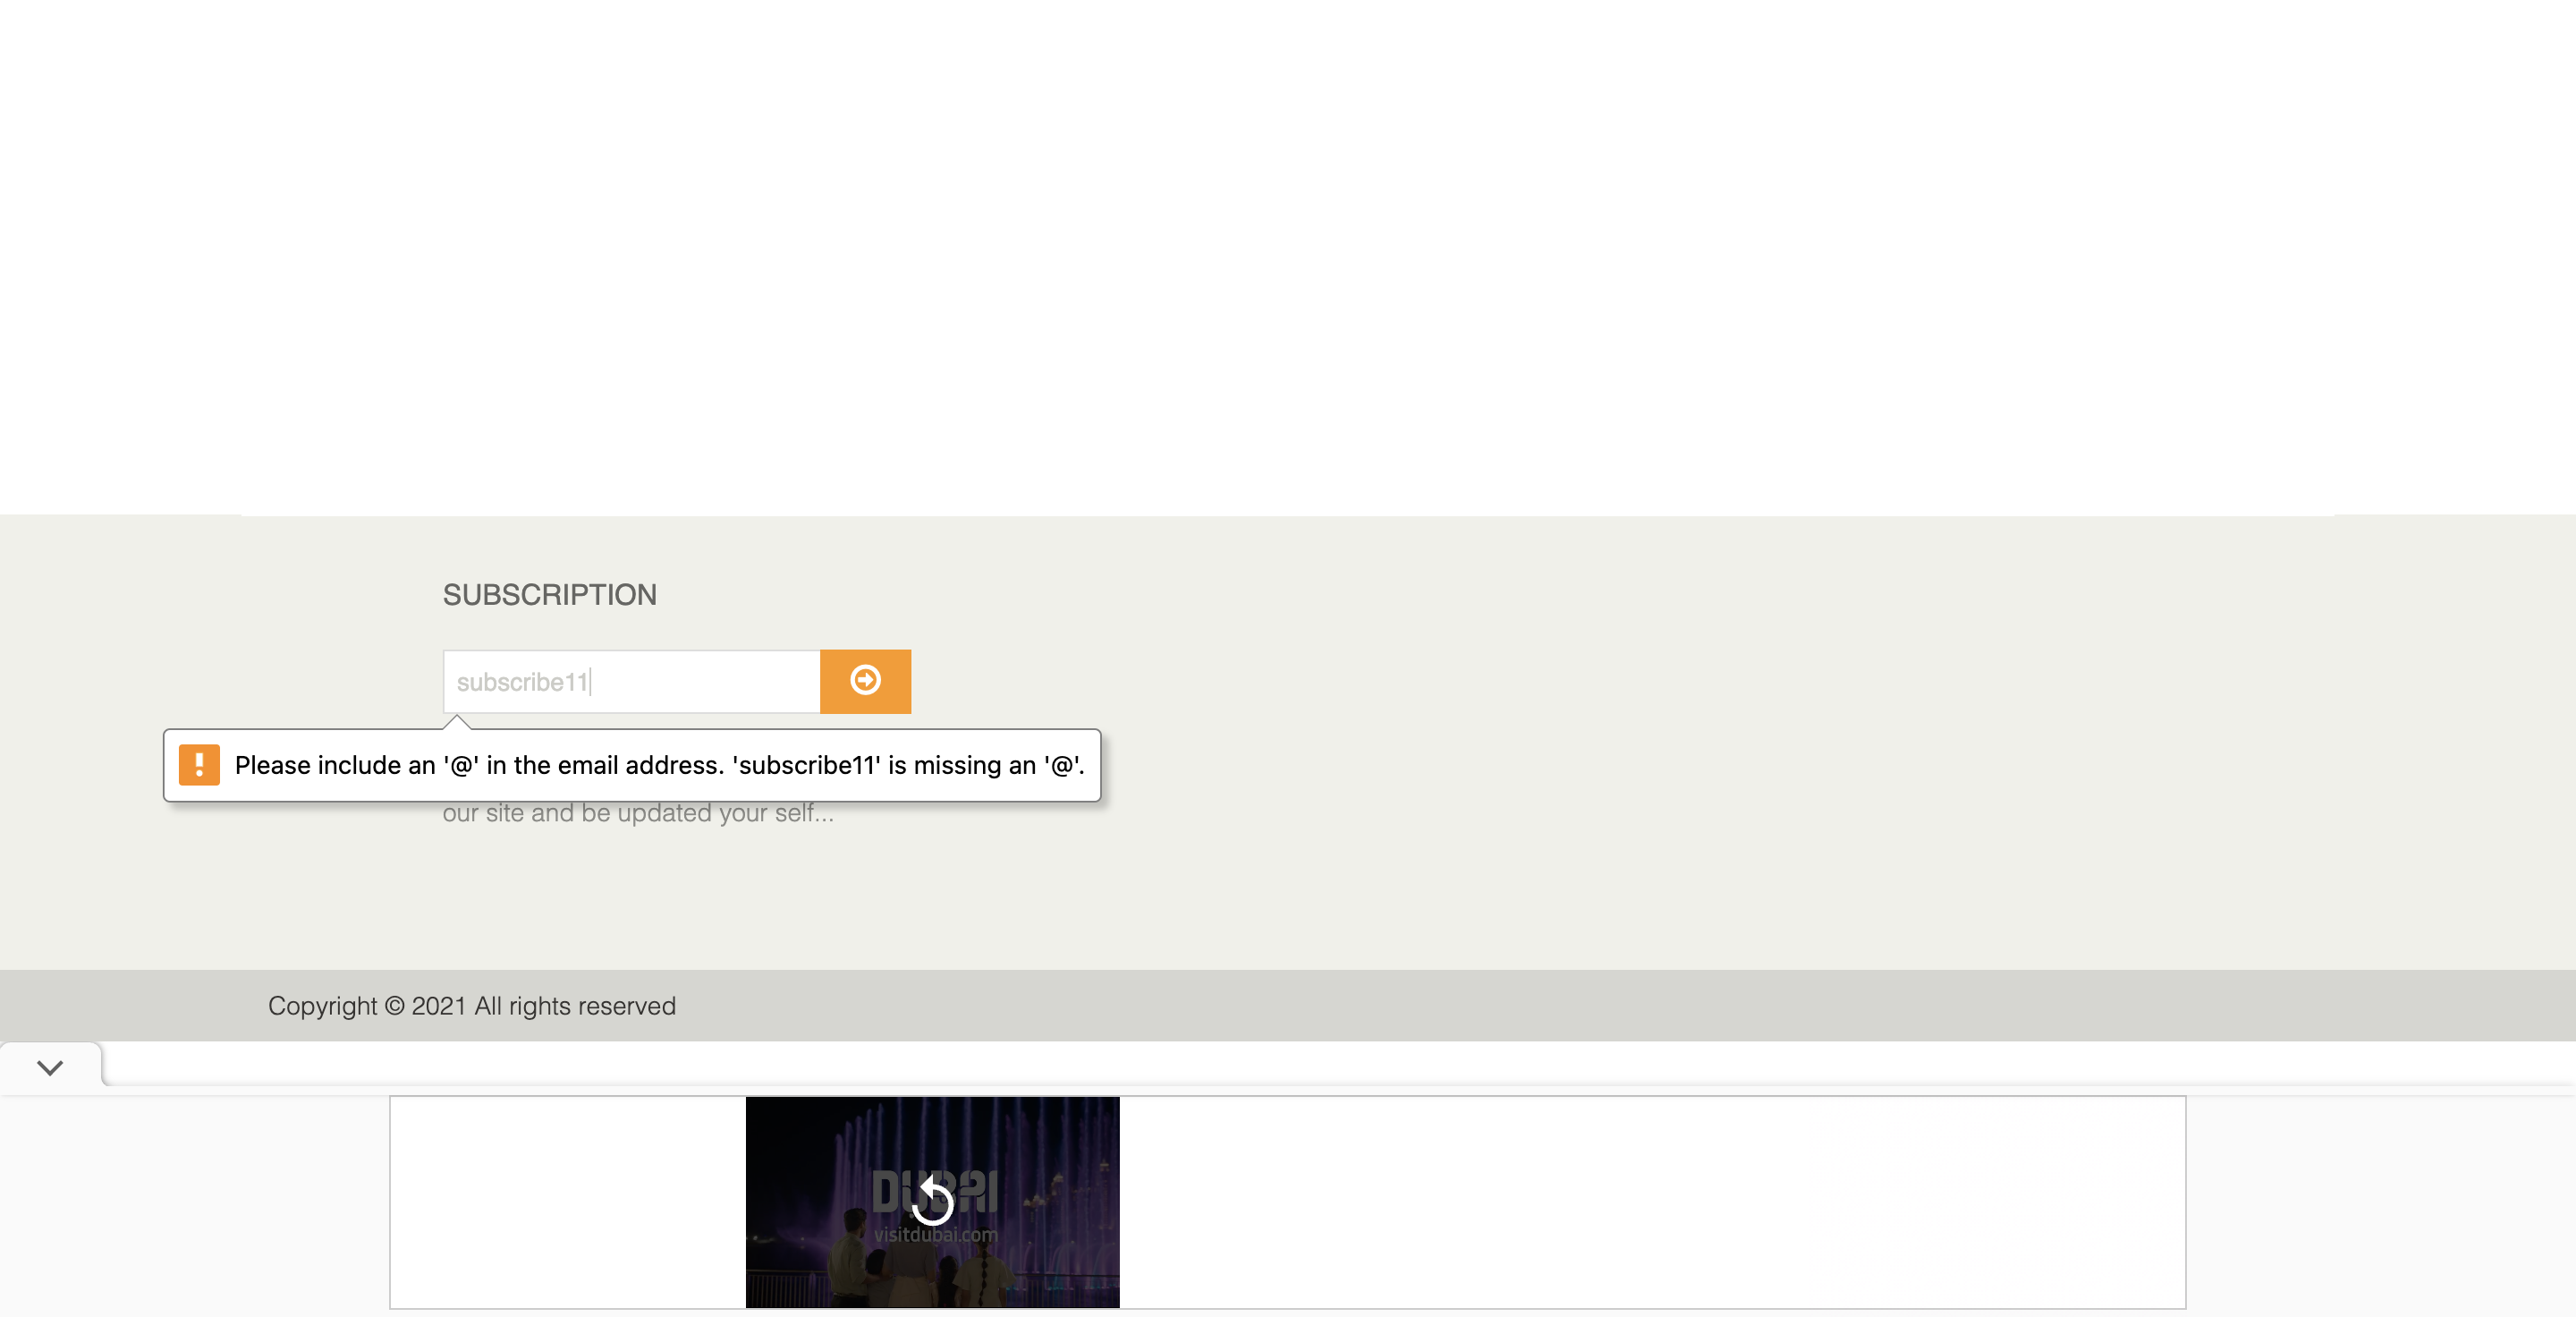 SUBSCRIPTION
subscribe11
Please include an '@' in the email address. 'subscribe11' is missing an '@'.
our site and be updated your self...
Copyright © 2021 All rights reserved
DUBAI
visitdubai.com